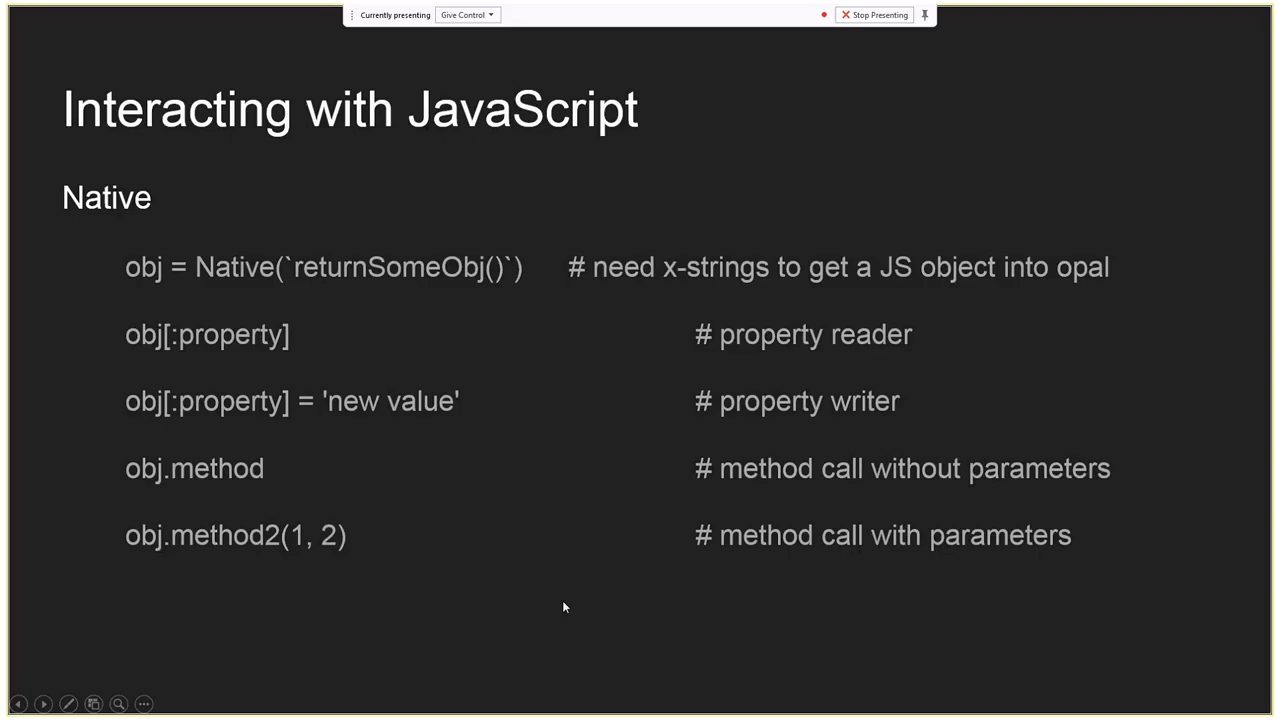 Currently presenting Give Control Stop Presenting
Interacting with JavaScript
Native
obj = Native(`returnSomeObj()`) # need x-strings to get a JS object into opal
obj[:property] # property reader
obj[:property] = 'new value' # property writer
obj.method # method call without parameters
obj.method2(1, 2) # method call with parameters